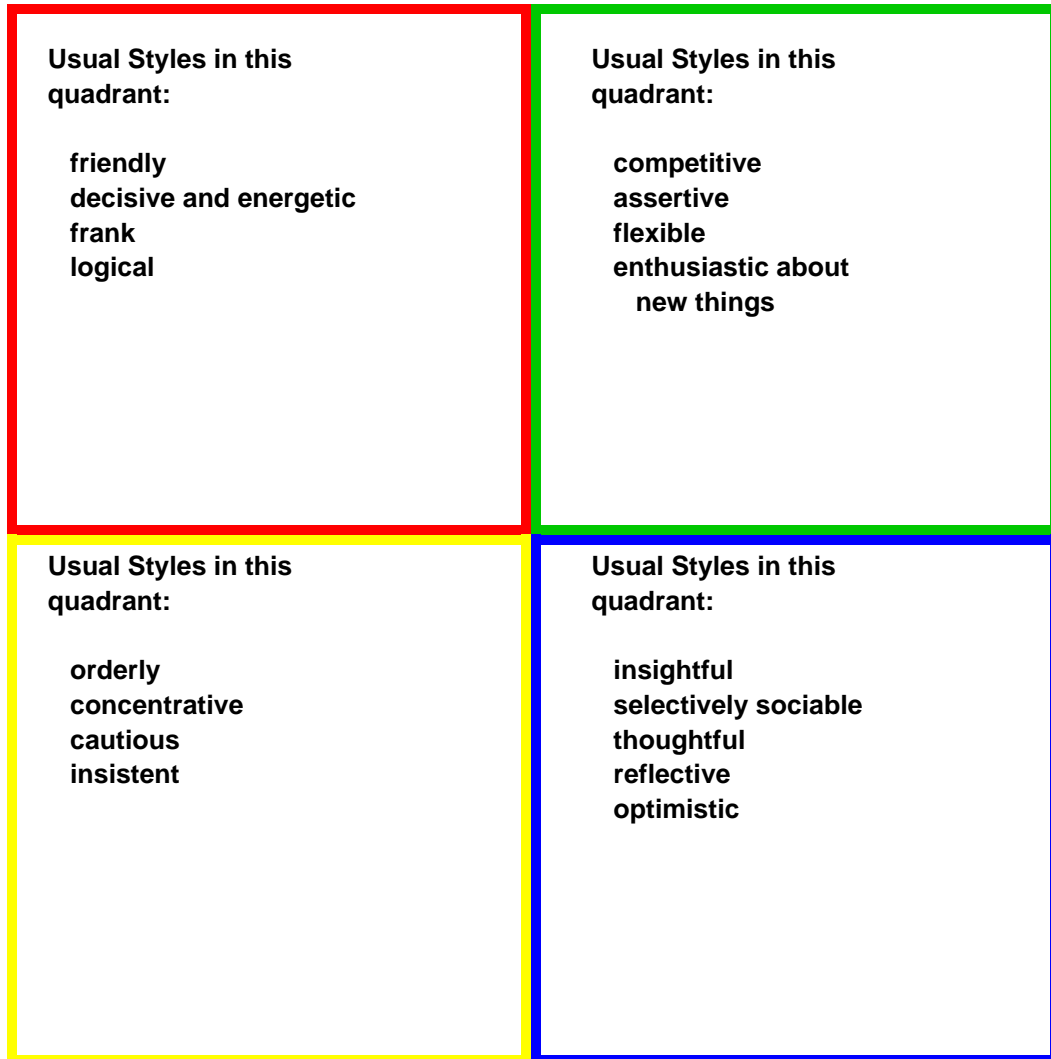 Usual Styles in this
quadrant:
friendly
decisive and energetic
frank
logical
Usual Styles in this
quadrant:
competitive
assertive
flexible
enthusiastic about
new things
Usual Styles in this
quadrant:
orderly
concentrative
cautious
insistent
Usual Styles in this
quadrant:
insightful
selectively sociable
thoughtful
reflective
optimistic